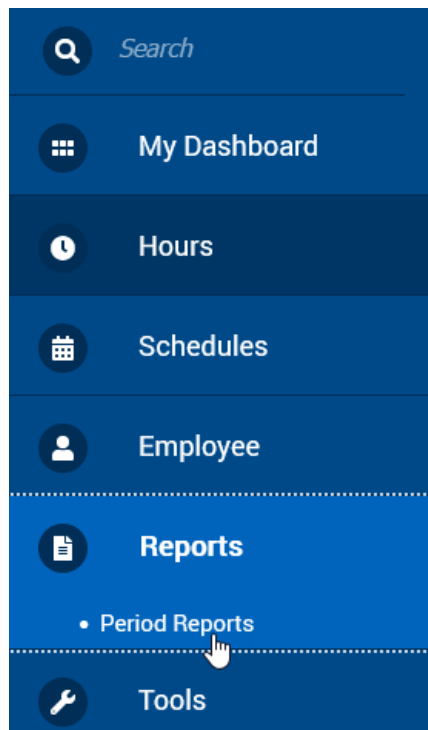 Search
My Dashboard
Hours
Schedules
Employee
Reports
• Period Reports
Tools